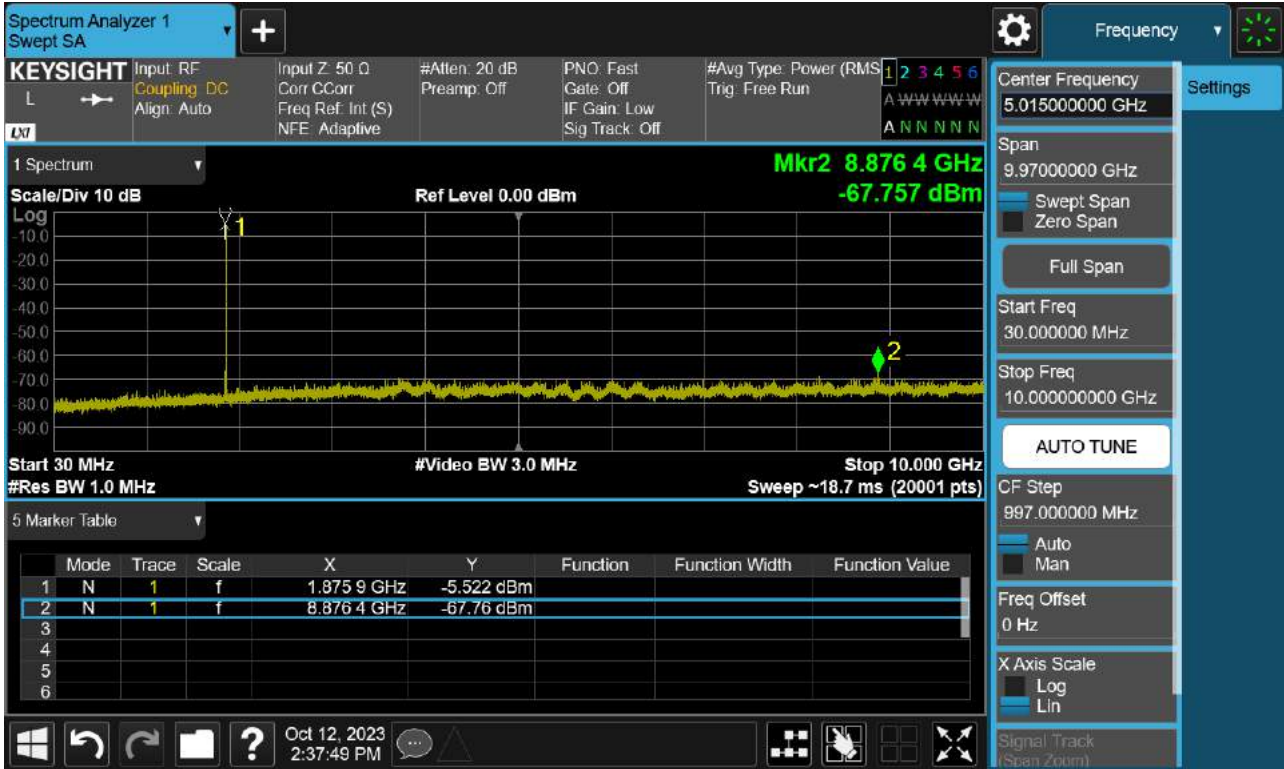 Spectrum Analyzer 1
Swept SA
Frequency
KEYSIGHT
L
LXI
Input: RF
Coupling: DC
Align: Auto
Input Z: 50 Ω
Corr CCorr
Freq Ref: Int (S)
NFE: Adaptive
#Atten: 20 dB
Preamp: Off
PNO: Fast
Gate: Off
IF Gain: Low
Sig Track: Off
#Avg Type: Power (RMS
Trig: Free Run
1 2 3 4 5 6
A W W W W W
A N N N N N
1 Spectrum
Mkr2 8.876 4 GHz
Scale/Div 10 dB
Ref Level 0.00 dBm
-67.757 dBm
Log
1
-10.0
-20.0
-30.0
-40.0
-50.0
-60.0
2
-70.0
-80.0
-90.0
Start 30 MHz
#Video BW 3.0 MHz
Stop 10.000 GHz
#Res BW 1.0 MHz
Sweep ~18.7 ms (20001 pts)
5 Marker Table
Mode Trace Scale X Y Function Function Width Function Value
1 N 1 f 1.875 9 GHz -5.522 dBm
2 N 1 f 8.876 4 GHz -67.76 dBm
3
4
5
6
?
Oct 12, 2023
2:37:49 PM
Center Frequency
5.015000000 GHz
Settings
Span
9.97000000 GHz
Swept Span
Zero Span
Full Span
Start Freq
30.000000 MHz
Stop Freq
10.000000000 GHz
AUTO TUNE
CF Step
997.000000 MHz
Auto
Man
Freq Offset
0 Hz
X Axis Scale
Log
Lin
Signal Track
(Span Zoom)